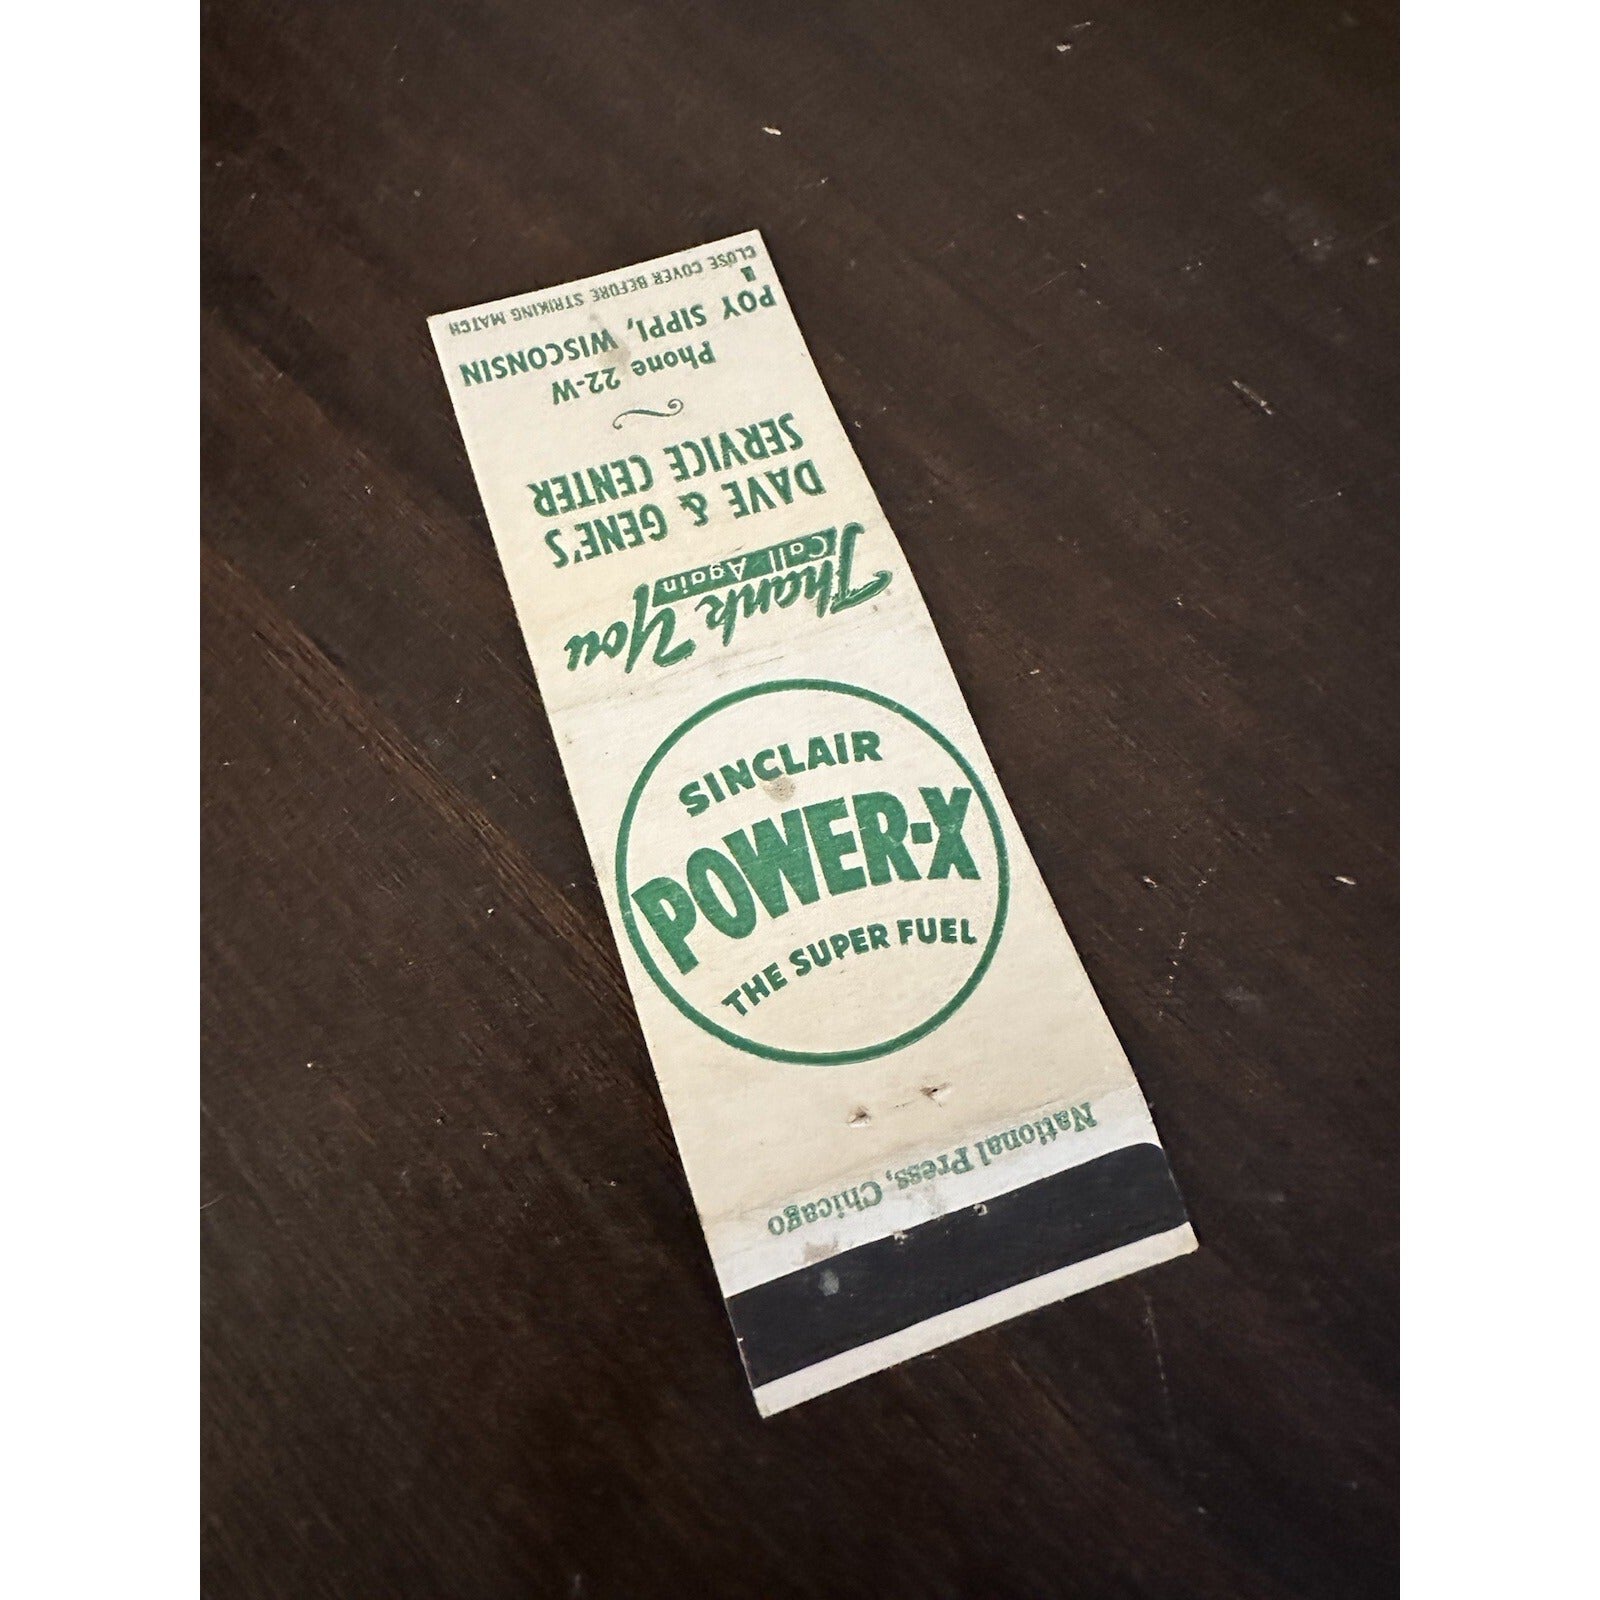 SINCLAIR
POWER-X
THE SUPER FUEL
Thank You
Call Again
DAVE & GENE'S
SERVICE CENTER
Phone 22-W
POY SIPPI, WISCONSIN
CLOSE COVER BEFORE STRIKING MATCH
National Press, Chicago